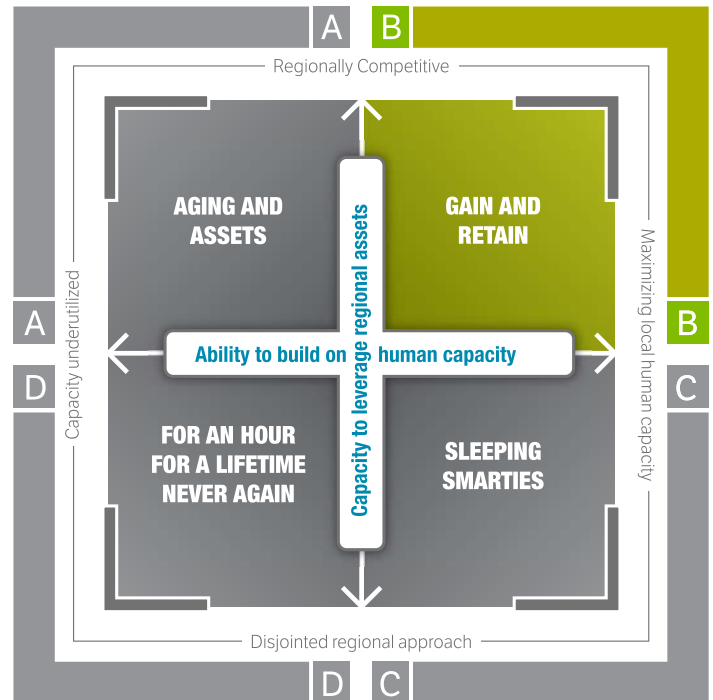 A B
Regionally Competitive
AGING AND
ASSETS
GAIN AND
RETAIN
Capacity to leverage regional assets
Maximizing local human capacity
Capacity underutilized
A
B
Ability to build on human capacity
D
C
FOR AN HOUR
FOR A LIFETIME
NEVER AGAIN
SLEEPING
SMARTIES
Disjointed regional approach
D C